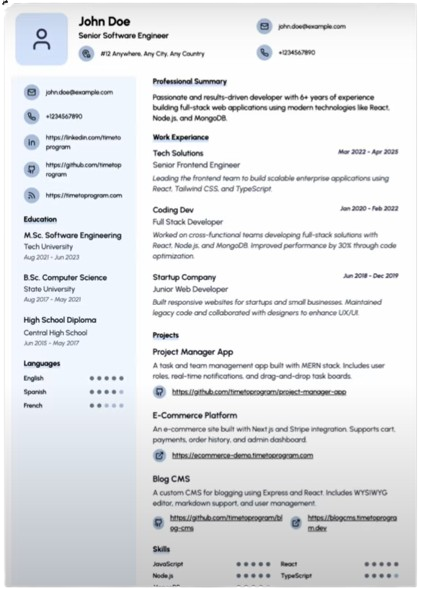 John Doe
Senior Software Engineer
#12 Anywhere, Any City, Any Country
john.doe@example.com
+1234567890
john.doe@example.com
+1234567890
https://linkedin.com/timeto
program
https://github.com/timetop
rogram
https://timetoprogram.com
Education
M.Sc. Software Engineering
Tech University
Aug 2021 - Jun 2023
B.Sc. Computer Science
State University
Aug 2017 - May 2021
High School Diploma
Central High School
Jun 2015 - May 2017
Languages
English
Spanish
French
Professional Summary
Passionate and results-driven developer with 6+ years of experience
building full-stack web applications using modern technologies like React,
Node.js, and MongoDB.
Work Experience
Tech Solutions
Mar 2022 - Apr 2025
Senior Frontend Engineer
Leading the frontend team to build scalable enterprise applications using
React, Tailwind CSS, and TypeScript.
Coding Dev
Jan 2020 - Feb 2022
Full Stack Developer
Worked on cross-functional teams developing full-stack solutions with
React, Node.js, and MongoDB. Improved performance by 30% through code
optimization.
Startup Company
Jun 2018 - Dec 2019
Junior Web Developer
Built responsive websites for startups and small businesses. Maintained
legacy code and collaborated with designers to enhance UX/UI.
Projects
Project Manager App
A task and team management app built with MERN stack. Includes user
roles, real-time notifications, and drag-and-drop task boards.
https://github.com/timetoprogram/project-manager-app
E-Commerce Platform
An e-commerce site built with Next.js and Stripe integration. Supports cart,
payments, order history, and admin dashboard.
https://ecommerce-demo.timetoprogram.com
Blog CMS
A custom CMS for blogging using Express and React. Includes WYSIWYG
editor, markdown support, and user management.
https://github.com/timetoprogram/bl
og-cms
https://blogcms.timetoprogra
m.dev
Skills
JavaScript
React
Node.js
TypeScript